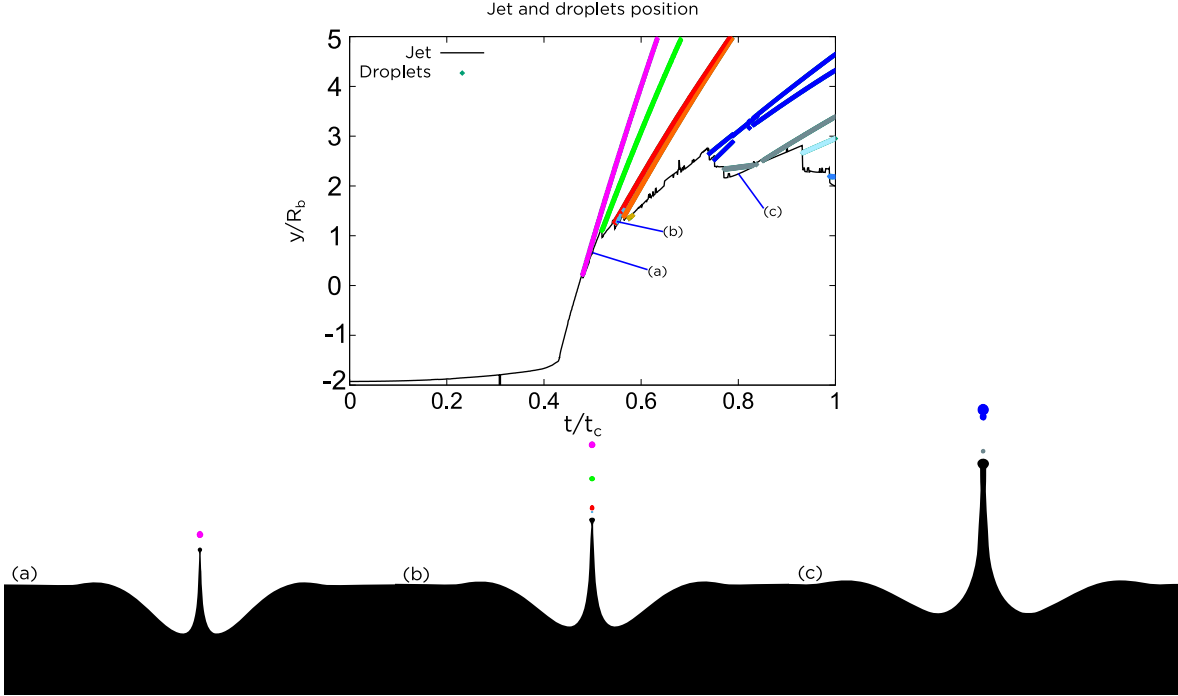 Jet and droplets position
5
4
3
2
1
0
-1
-2
y/R_b
Jet
Droplets
(a)
(b)
(c)
0
0.2
0.4
0.6
0.8
1
t/t_c
(a)
(b)
(c)